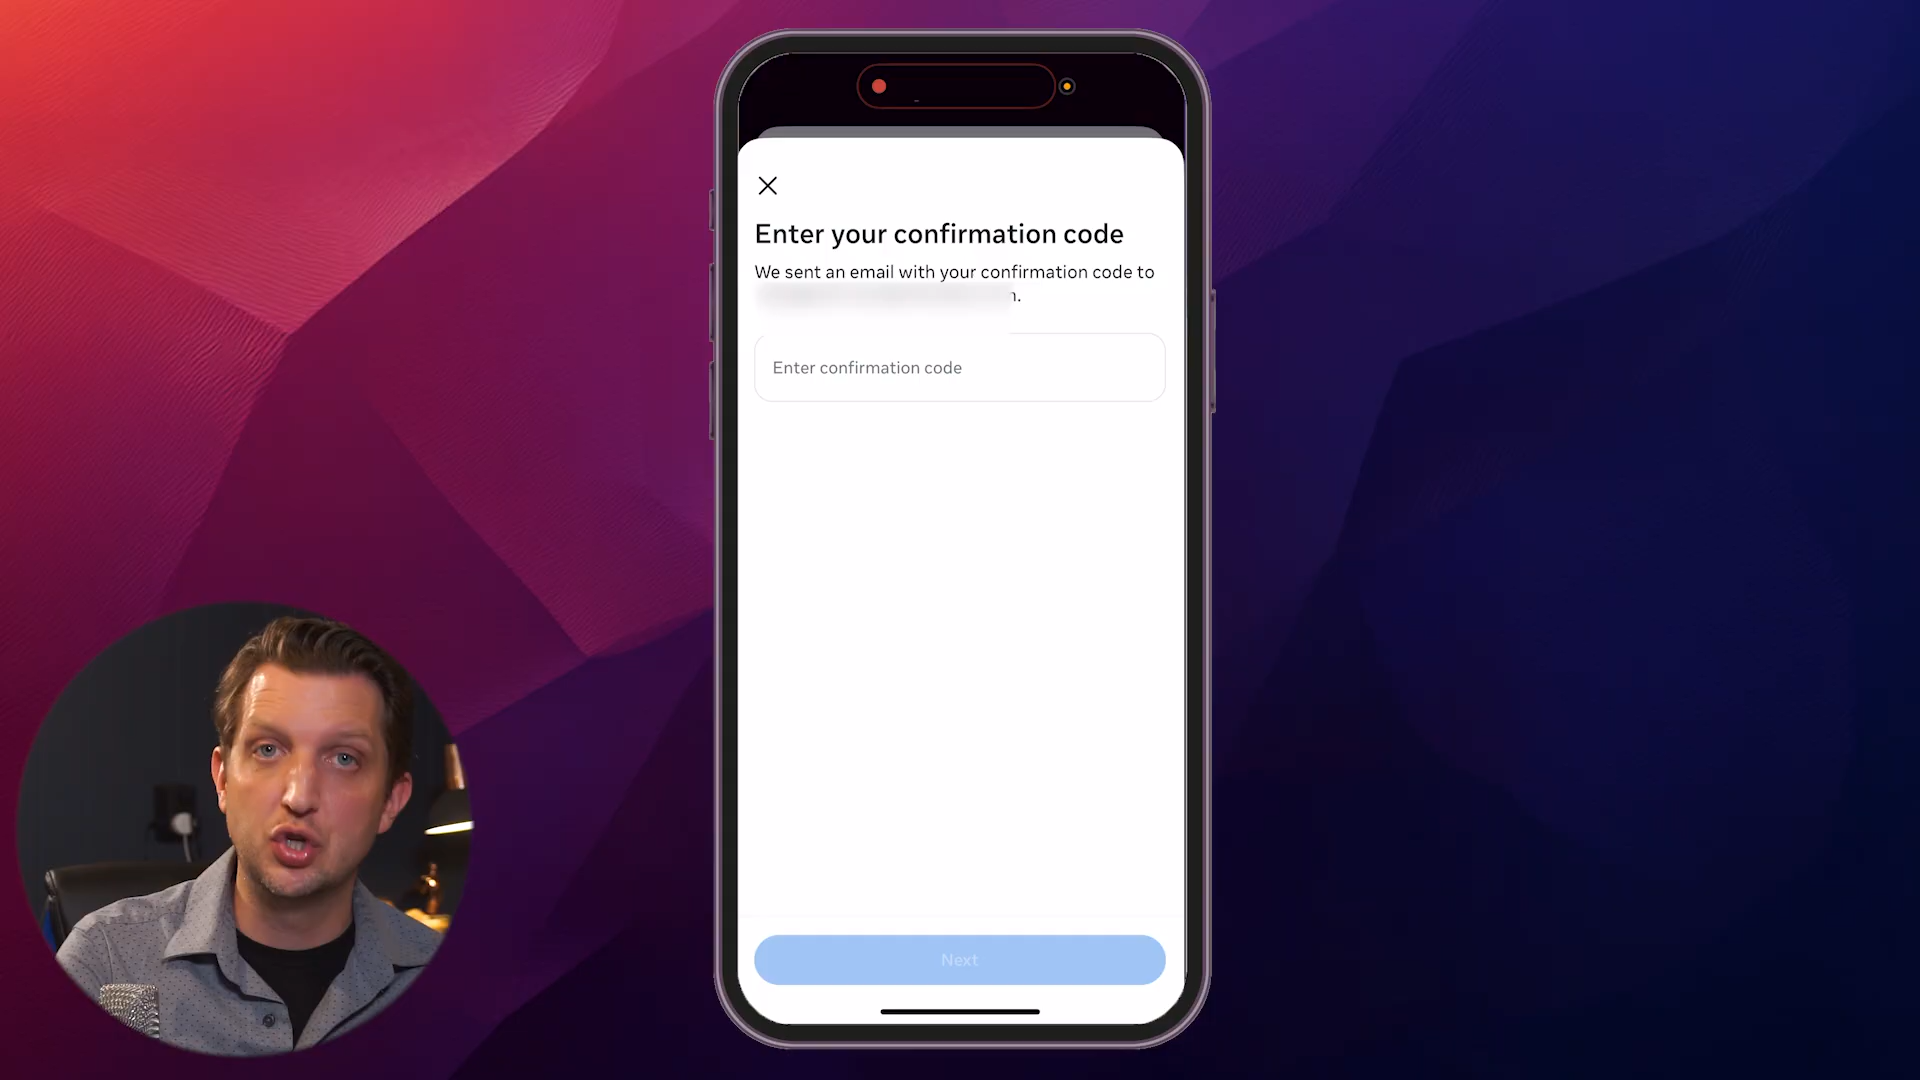 Enter your confirmation code
We sent an email with your confirmation code to
n.
Enter confirmation code
Next